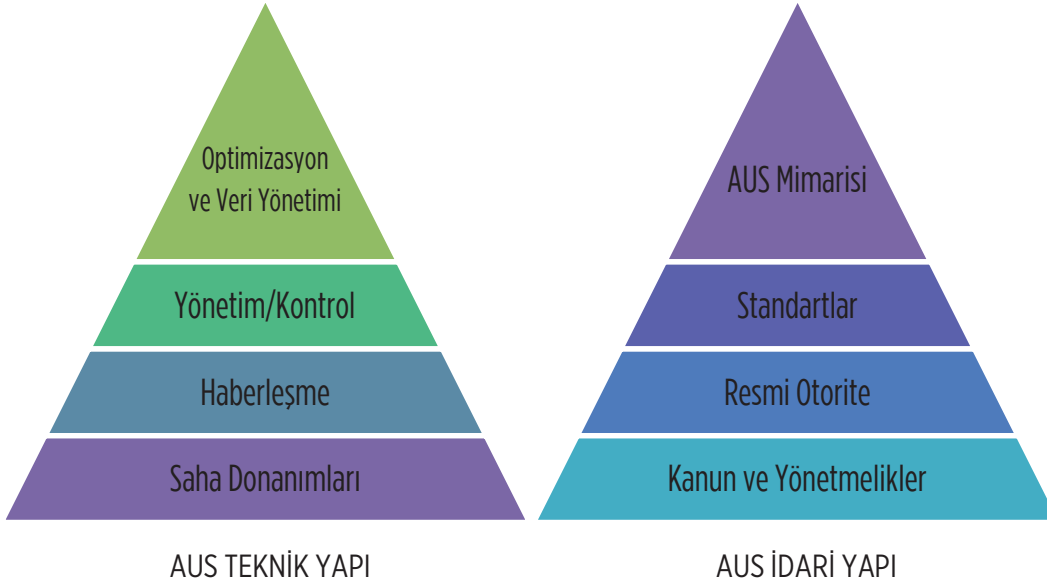 Optimizasyon
ve Veri Yönetimi
Yönetim/Kontrol
Haberleşme
Saha Donanımları
AUS TEKNİK YAPI
AUS Mimarisi
Standartlar
Resmi Otorite
Kanun ve Yönetmelikler
AUS İDARİ YAPI